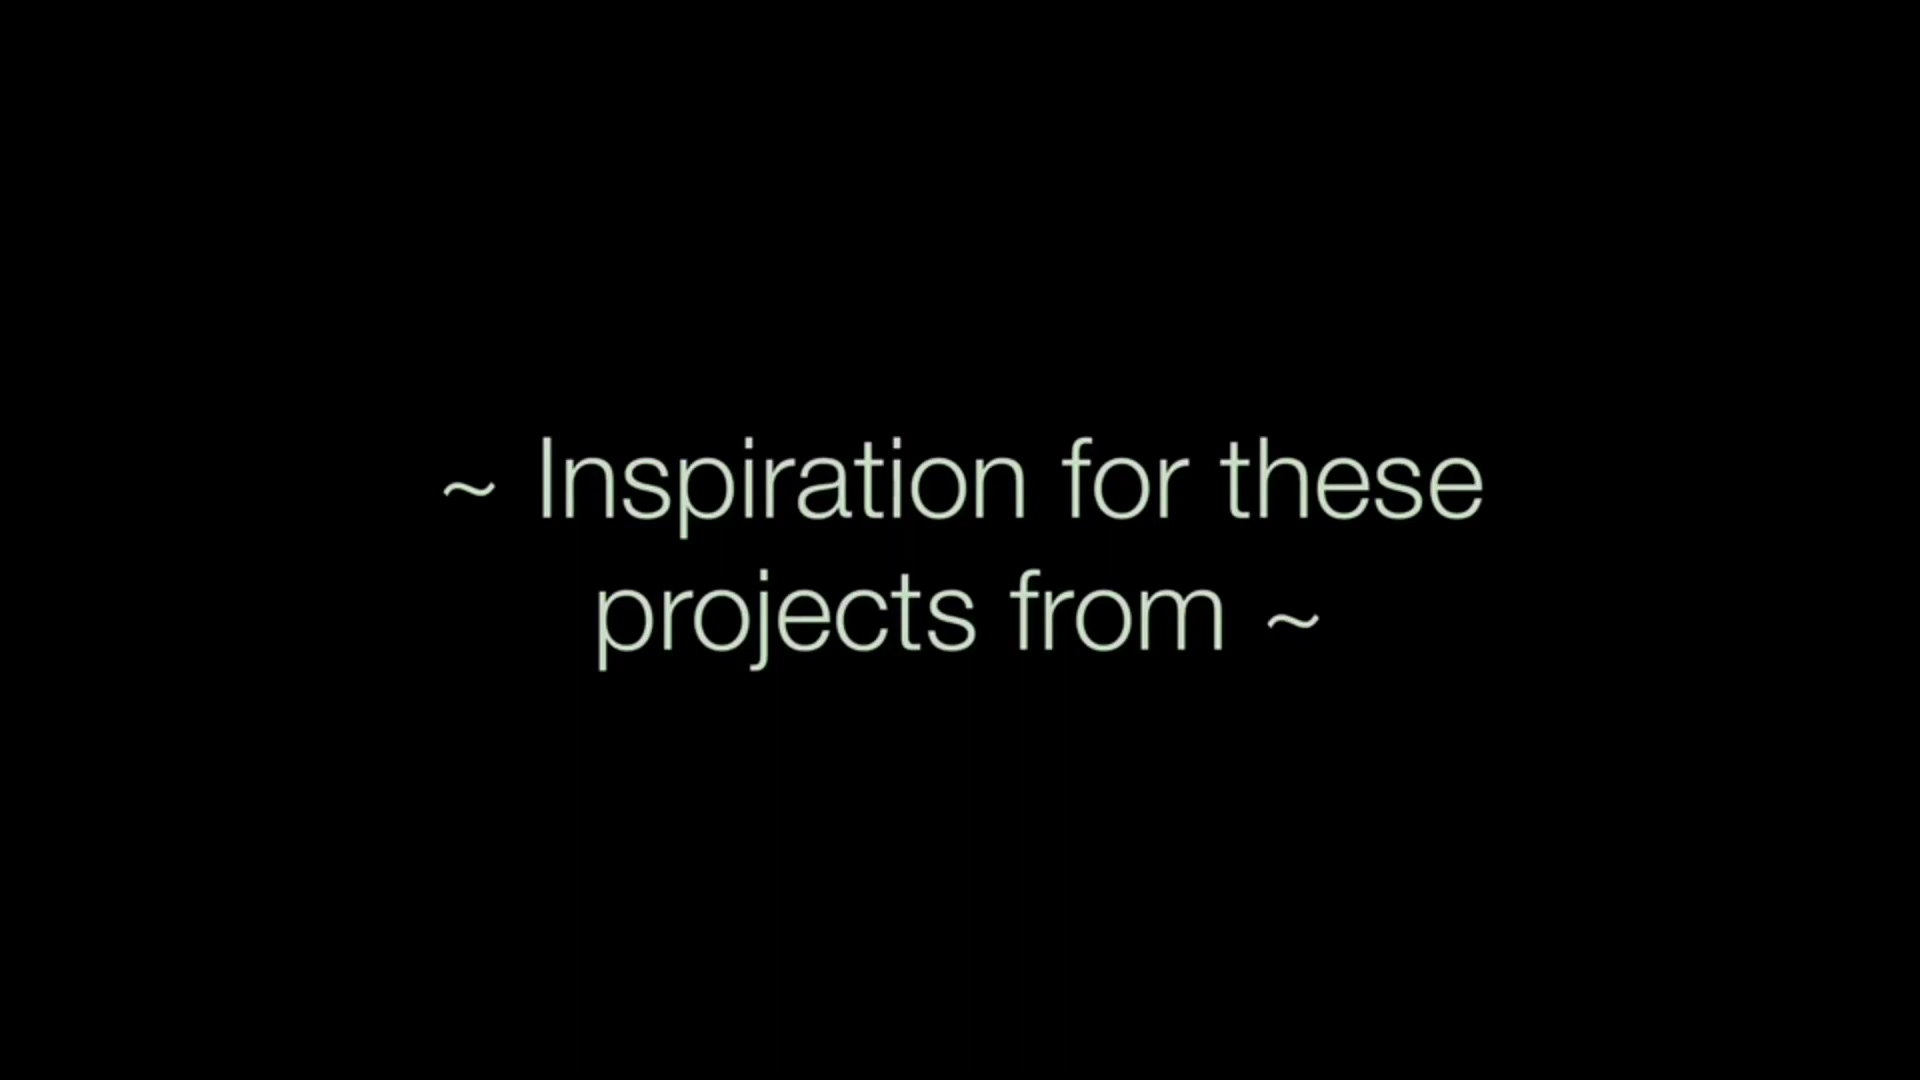 ~ Inspiration for these
projects from ~